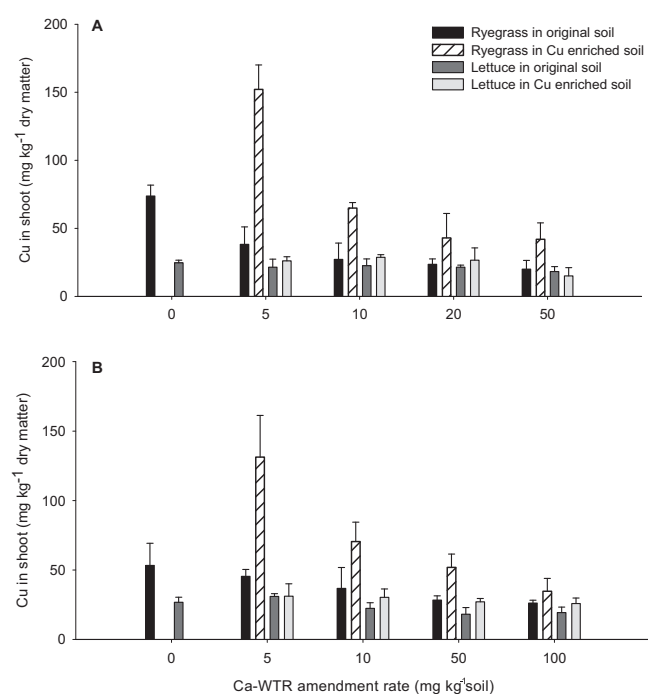 A
Ryegrass in original soil
Ryegrass in Cu enriched soil
Lettuce in original soil
Lettuce in Cu enriched soil
Cu in shoot (mg kg⁻¹ dry matter)
200
150
100
50
0
0 5 10 20 50
B
Cu in shoot (mg kg⁻¹ dry matter)
200
150
100
50
0
0 5 10 50 100
Ca-WTR amendment rate (mg kg⁻¹soil)